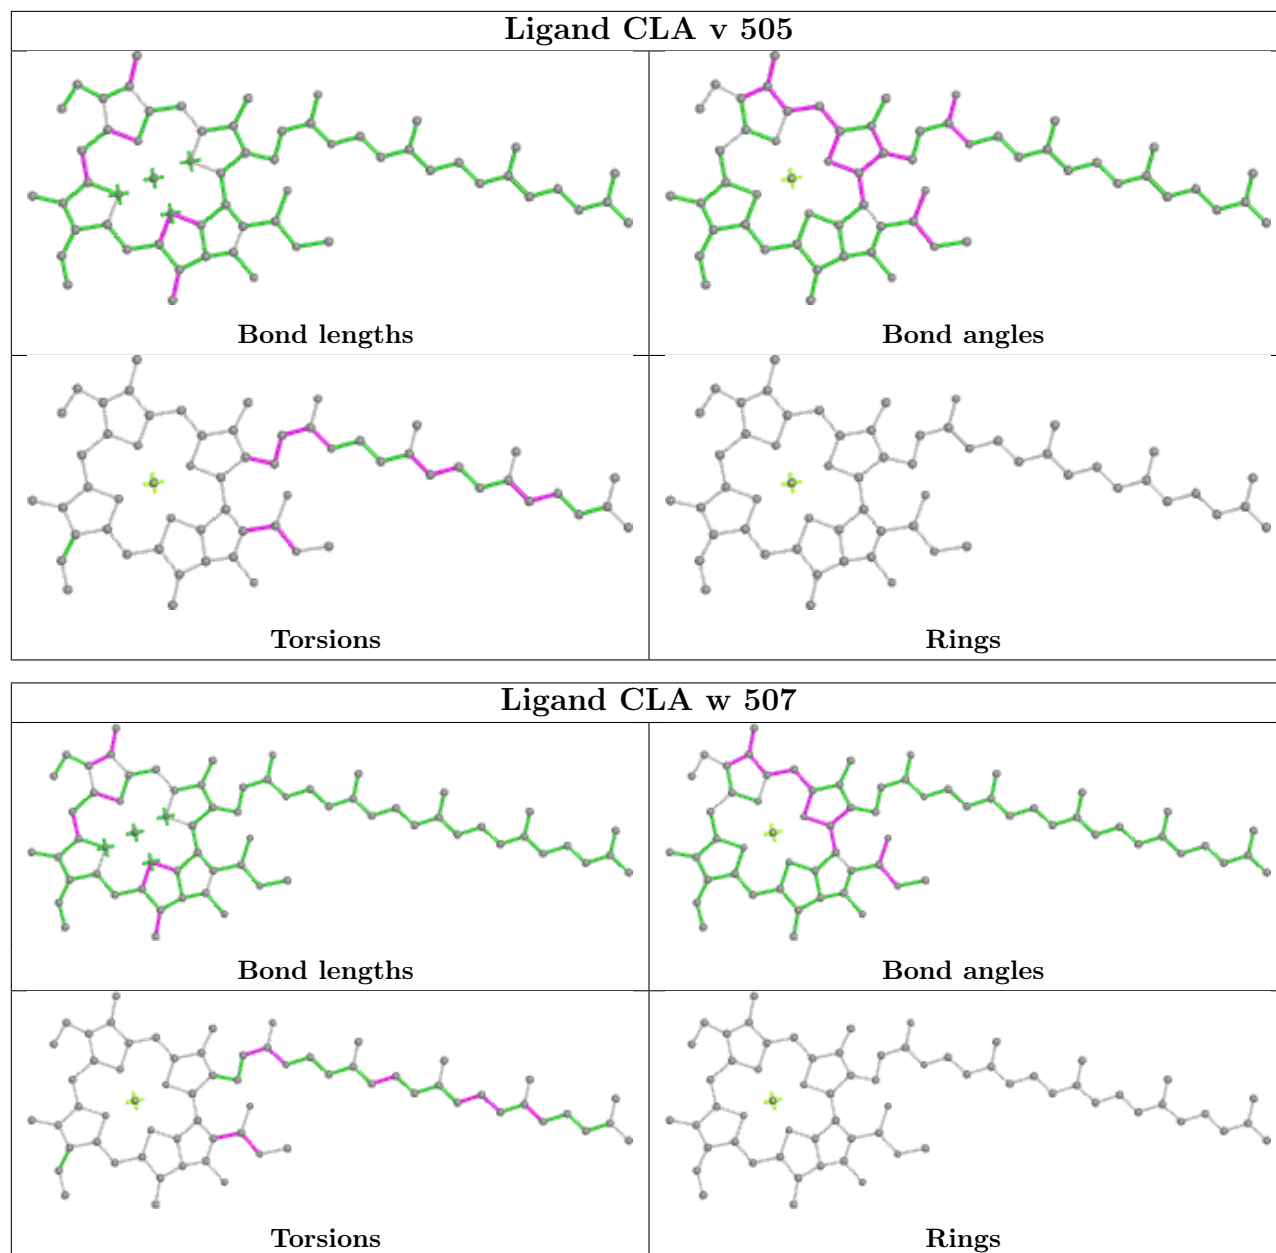 Ligand CLA v 505
Bond lengths
Bond angles
Torsions
Rings
Ligand CLA w 507
Bond lengths
Bond angles
Torsions
Rings